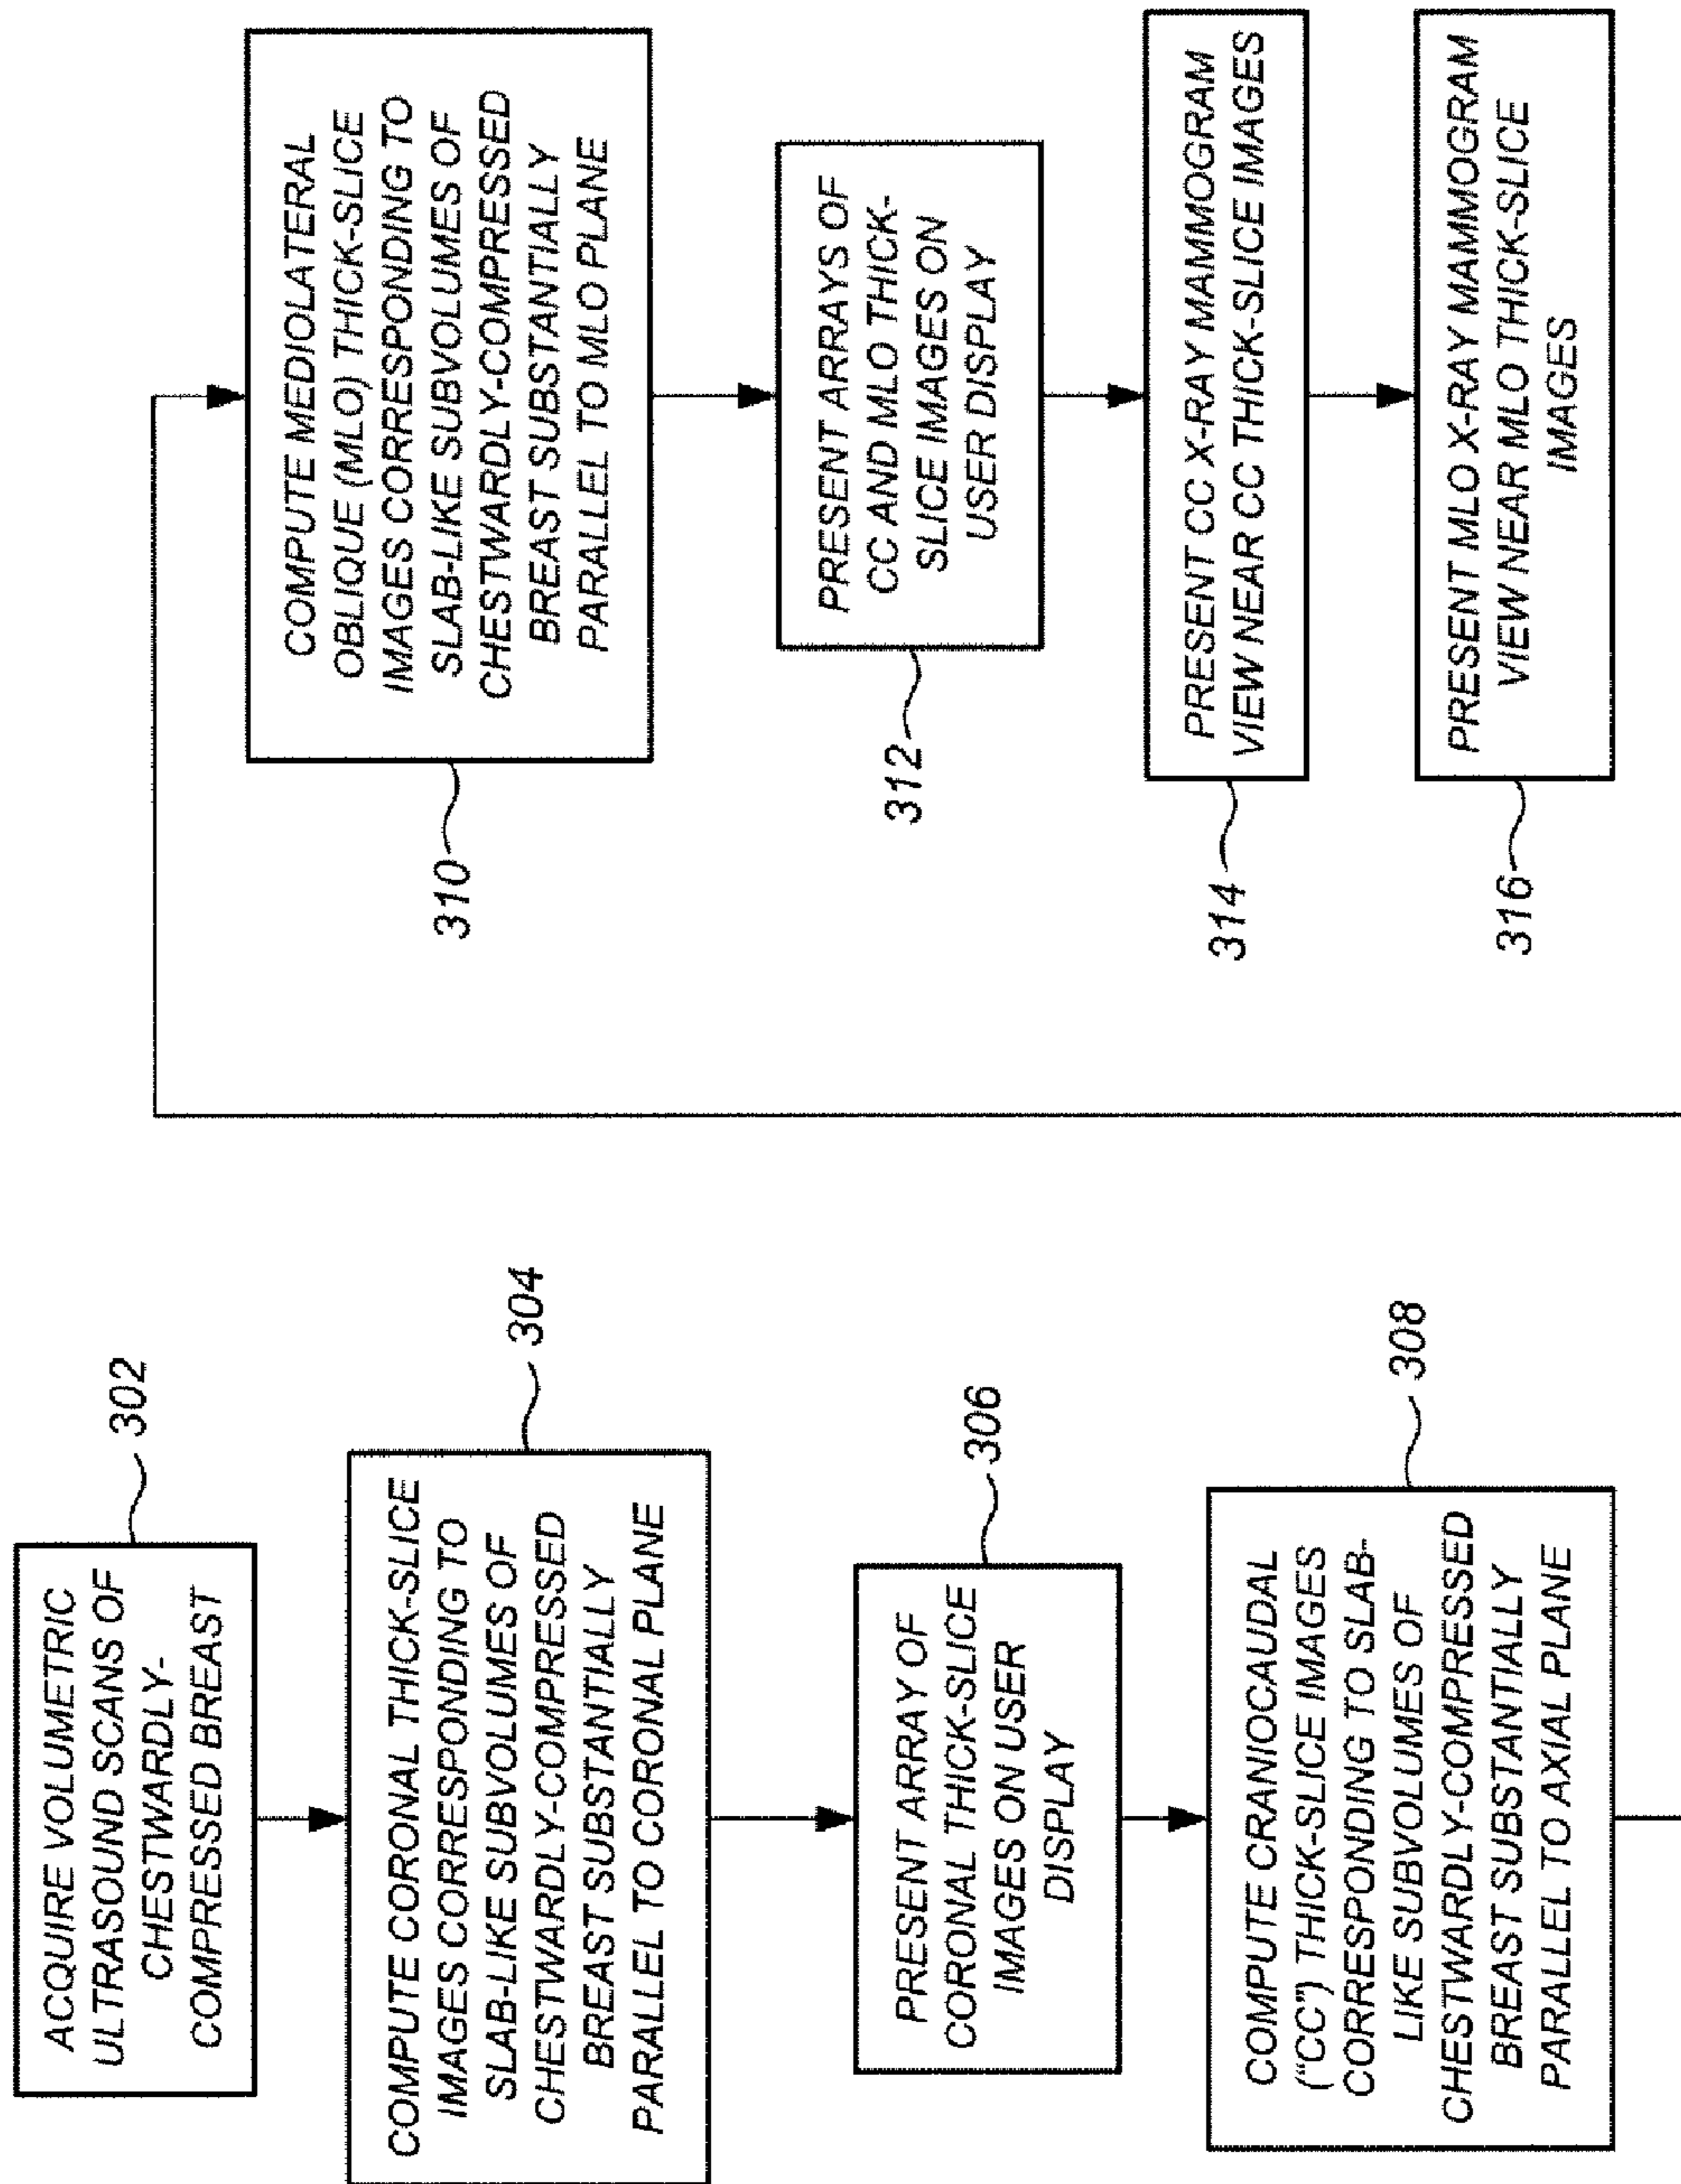 ACQUIRE VOLUMETRIC
ULTRASOUND SCANS OF
CHESTWARDLY-
COMPRESSED BREAST
302
COMPUTE CORONAL THICK-SLICE
IMAGES CORRESPONDING TO
SLAB-LIKE SUBVOLUMES OF
CHESTWARDLY-COMPRESSED
BREAST SUBSTANTIALLY
PARALLEL TO CORONAL PLANE
304
PRESENT ARRAY OF
CORONAL THICK-SLICE
IMAGES ON USER
DISPLAY
306
COMPUTE CRANIOCAUDAL
("CC") THICK-SLICE IMAGES
CORRESPONDING TO SLAB-
LIKE SUBVOLUMES OF
CHESTWARDLY-COMPRESSED
BREAST SUBSTANTIALLY
PARALLEL TO AXIAL PLANE
308
COMPUTE MEDIOLATERAL
OBLIQUE (MLO) THICK-SLICE
IMAGES CORRESPONDING TO
SLAB-LIKE SUBVOLUMES OF
CHESTWARDLY-COMPRESSED
BREAST SUBSTANTIALLY
PARALLEL TO MLO PLANE
310
PRESENT ARRAYS OF
CC AND MLO THICK-
SLICE IMAGES ON
USER DISPLAY
312
PRESENT CC X-RAY MAMMOGRAM
VIEW NEAR CC THICK-SLICE IMAGES
314
PRESENT MLO X-RAY MAMMOGRAM
VIEW NEAR MLO THICK-SLICE
IMAGES
316